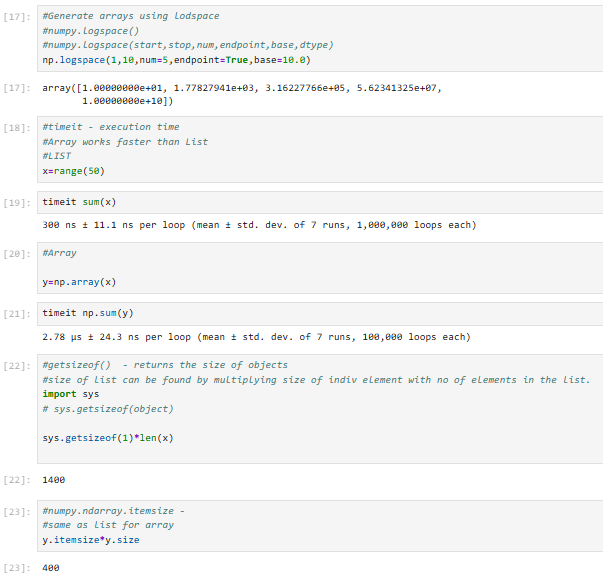 [17]: #Generate arrays using Lodspace
#numpy.logspace()
#numpy.logspace(start,stop,num,endpoint,base,dtype)
np.logspace(1,10,num=5,endpoint=True,base=10.0)
[17]: array([1.00000000e+01, 1.77827941e+03, 3.16227766e+05, 5.62341325e+07,
1.00000000e+10])
[18]: #timeit - execution time
#Array works faster than List
#LIST
x=range(50)
[19]: timeit sum(x)
300 ns ± 11.1 ns per loop (mean ± std. dev. of 7 runs, 1,000,000 loops each)
[20]: #Array
y=np.array(x)
[21]: timeit np.sum(y)
2.78 µs ± 24.3 ns per loop (mean ± std. dev. of 7 runs, 100,000 loops each)
[22]: #getsizeof() - returns the size of objects
#size of list can be found by multiplying size of indiv element with no of elements in the list.
import sys
# sys.getsizeof(object)
sys.getsizeof(1)*len(x)
[22]: 1400
[23]: #numpy.ndarray.itemsize -
#same as list for array
y.itemsize*y.size
[23]: 400